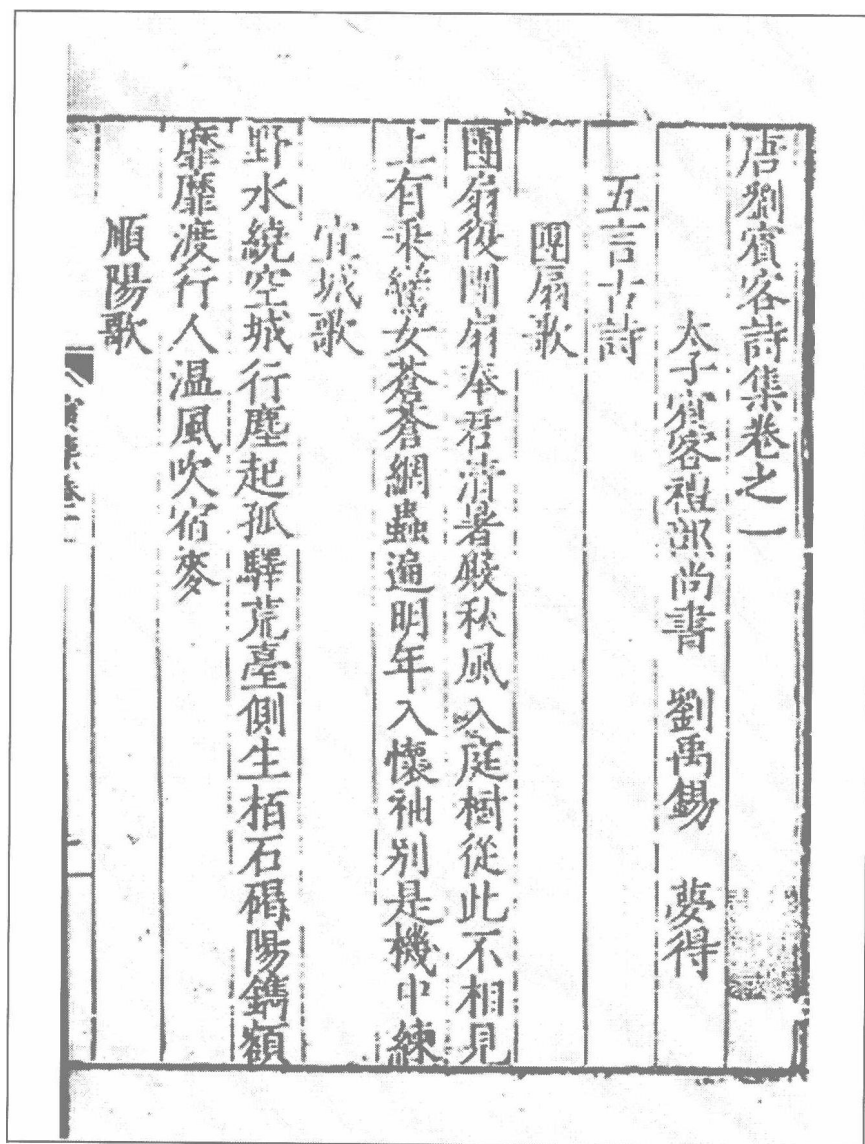 唐劉賓客詩集卷之一
太子賓客禮部尚書 劉禹錫 夢得
五言古詩
團扇歌
團扇復團扇奉君清暑殿秋風入庭樹從此不相見
上有乘鸞女蒼蒼網蟲遍明年入懷袖別是機中練
宜城歌
野水繞空城行塵起孤驛荒臺側生栢石碣陽鐫額
靡靡渡行人温風吹宿麥
順陽歌